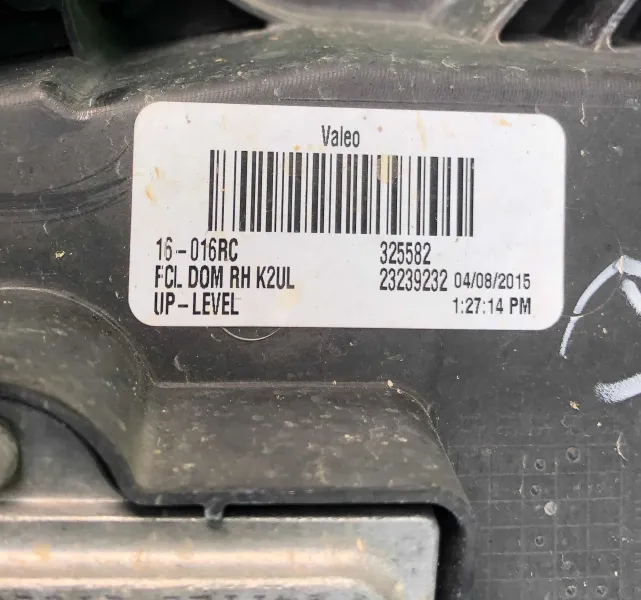 Valeo
16-016RC 325582
FCL DOM RH K2UL 23239232 04/08/2015
UP-LEVEL 1:27:14 PM